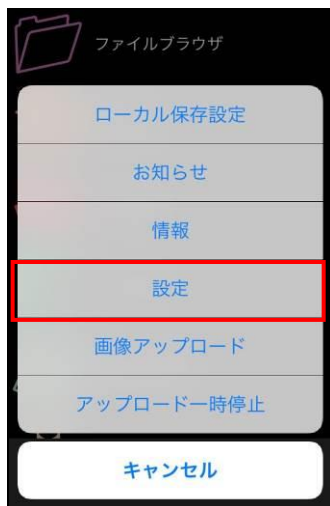 ファイルブラウザ
ローカル保存設定
お知らせ
情報
設定
画像アップロード
アップロード一時停止
キャンセル